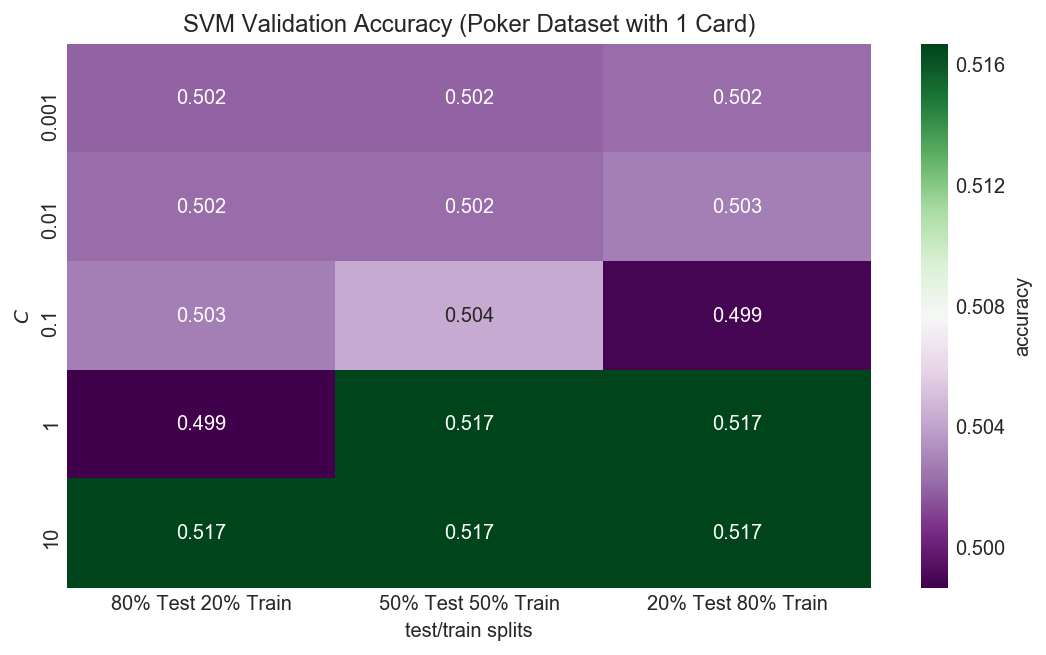 SVM Validation Accuracy (Poker Dataset with 1 Card)
0.001 0.502 0.502 0.502
0.01 0.502 0.502 0.503
0.1 0.503 0.504 0.499
1 0.499 0.517 0.517
10 0.517 0.517 0.517
C
80% Test 20% Train 50% Test 50% Train 20% Test 80% Train
test/train splits
0.516
0.512
0.508
0.504
0.500
accuracy